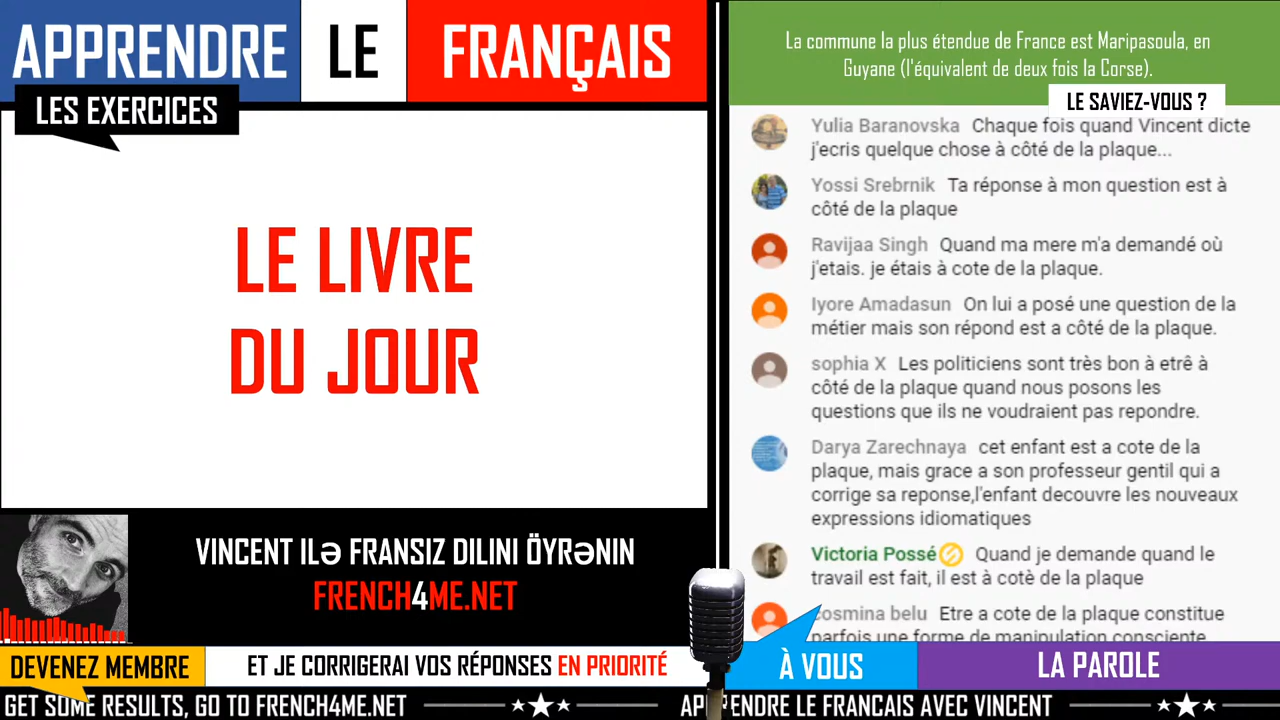 APPRENDRE LE FRANÇAIS
LES EXERCICES
LE LIVRE
DU JOUR
VINCENT ILƏ FRANSIZ DILINI ÖYRƏNIN
FRENCH4ME.NET
DEVENEZ MEMBRE
ET JE CORRIGERAI VOS RÉPONSES EN PRIORITÉ
La commune la plus étendue de France est Maripasoula, en
Guyane (l'équivalent de deux fois la Corse).
LE SAVIEZ-VOUS ?
Yulia Baranovska Chaque fois quand Vincent dicte
j'ecris quelque chose à côté de la plaque...
Yossi Srebrnik Ta réponse à mon question est à
côté de la plaque
Ravijaa Singh Quand ma mere m'a demandé où
j'etais. je étais à cote de la plaque.
Iyore Amadasun On lui a posé une question de la
métier mais son répond est a côté de la plaque.
sophia X Les politiciens sont très bon à etrê à
côté de la plaque quand nous posons les
questions que ils ne voudraient pas repondre.
Darya Zarechnaya cet enfant est a cote de la
plaque, mais grace a son professeur gentil qui a
corrige sa reponse,l'enfant decouvre les nouveaux
expressions idiomatiques
Victoria Possé Quand je demande quand le
travail est fait, il est à cotè de la plaque
cosmina belu Etre a cote de la plaque constitue
parfois une forme de manipulation consciente
À VOUS
LA PAROLE
GET SOME RESULTS, GO TO FRENCH4ME.NET
APPRENDRE LE FRANCAIS AVEC VINCENT